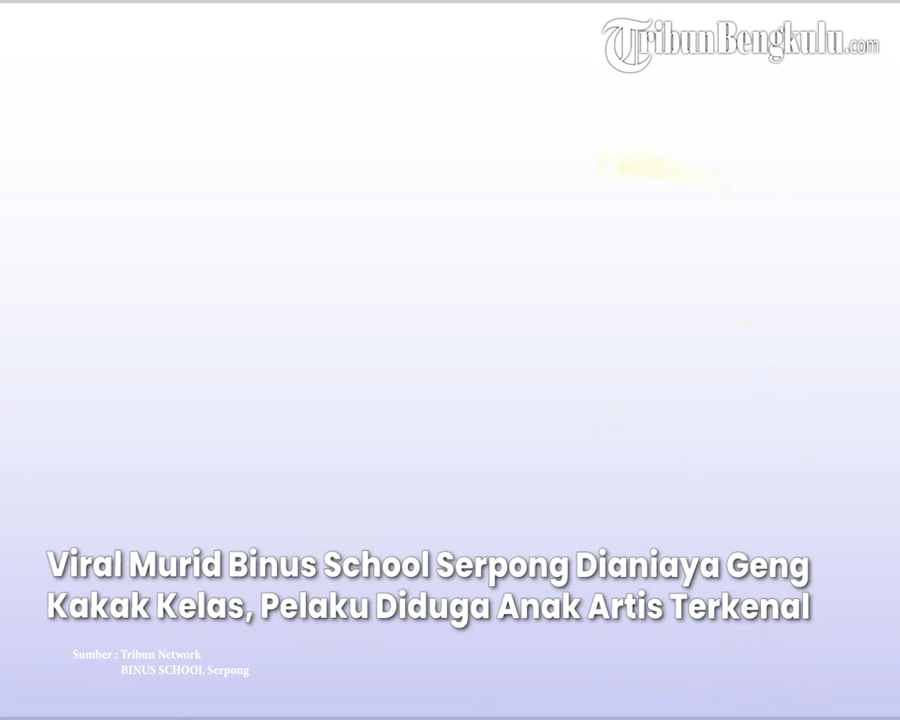 TribunBengkulu.com
Viral Murid Binus School Serpong Dianiaya Geng
Kakak Kelas, Pelaku Diduga Anak Artis Terkenal
Sumber : Tribun Network
BINUS SCHOOL Serpong